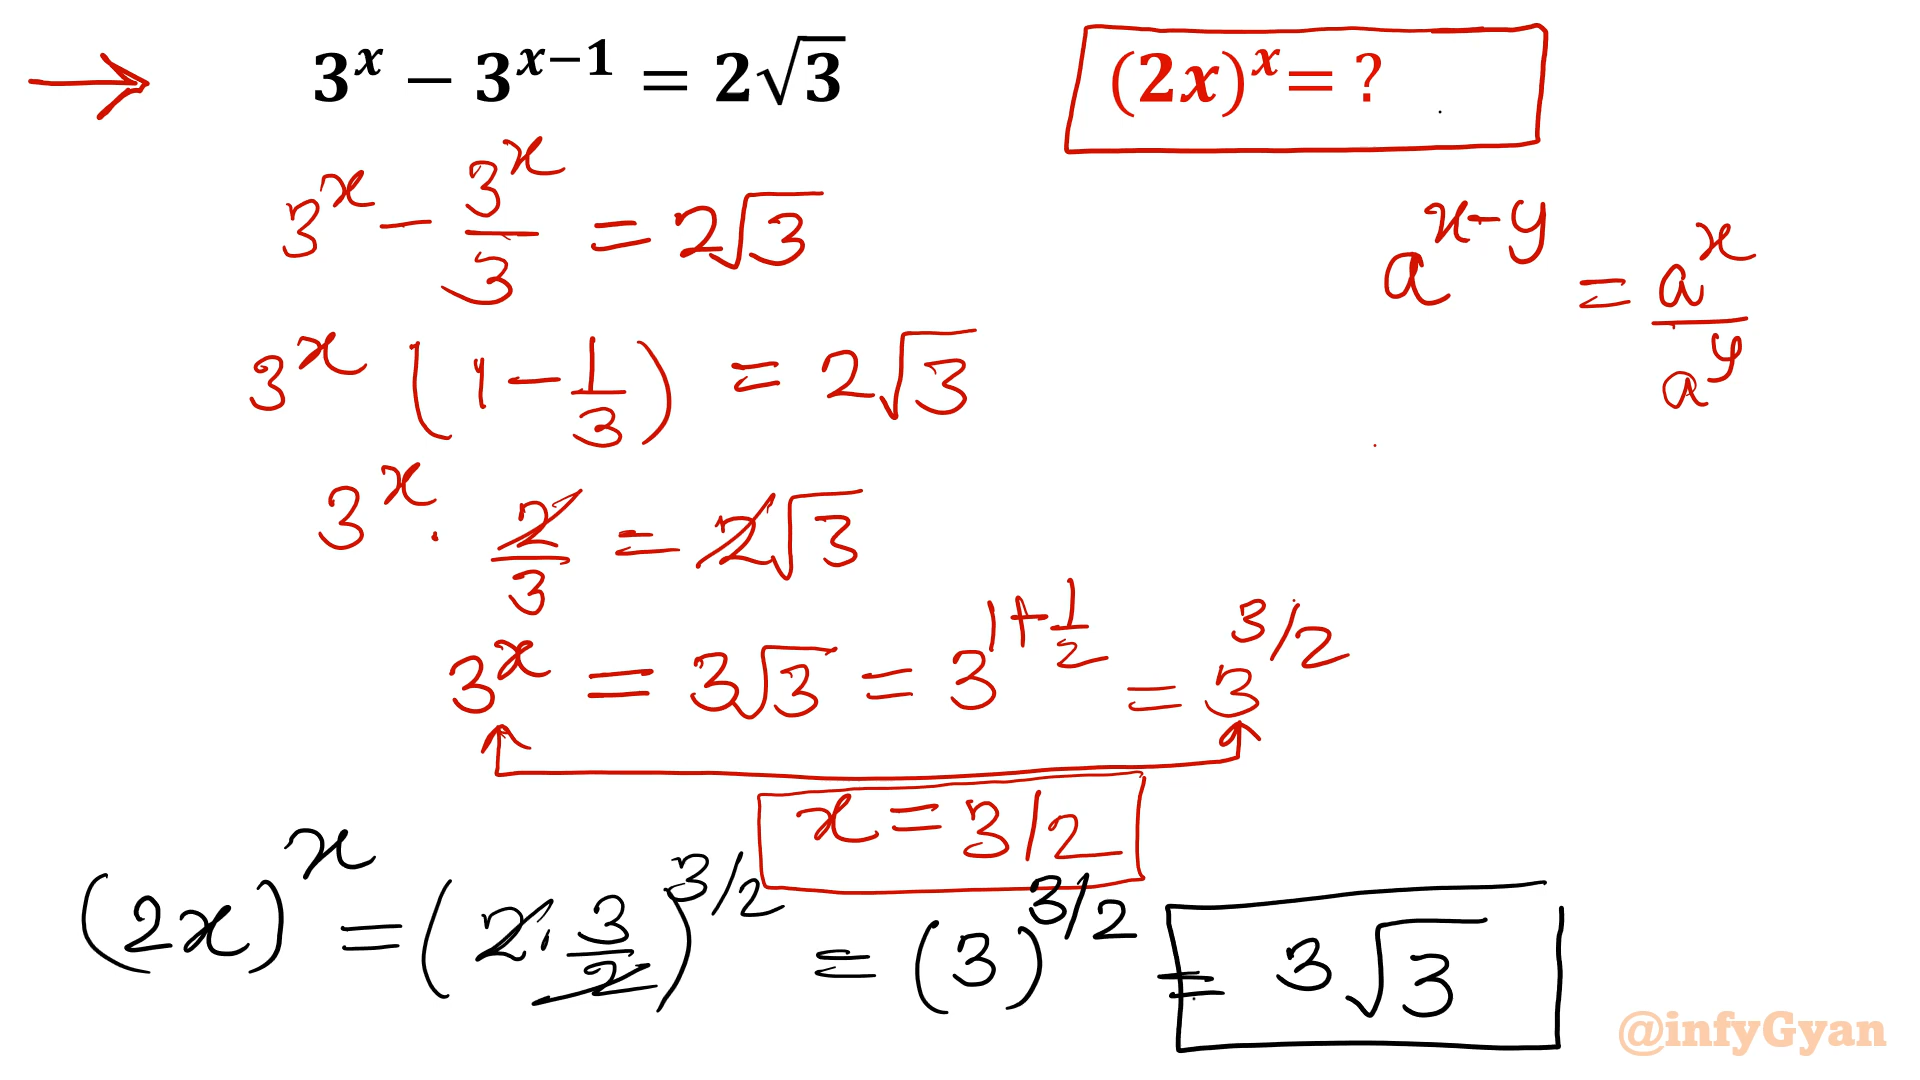 → 3^x − 3^{x−1} = 2√3
(2x)^x = ?
3^x − 3^x/3 = 2√3
a^{x−y} = a^x/a^y
3^x (1 − 1/3) = 2√3
3^x · 2/3 = 2√3
3^x = 3√3 = 3^{1+1/2} = 3^{3/2}
x = 3/2
(2x)^x = (2·3/2)^{3/2} = (3)^{3/2} = 3√3
@infyGyan